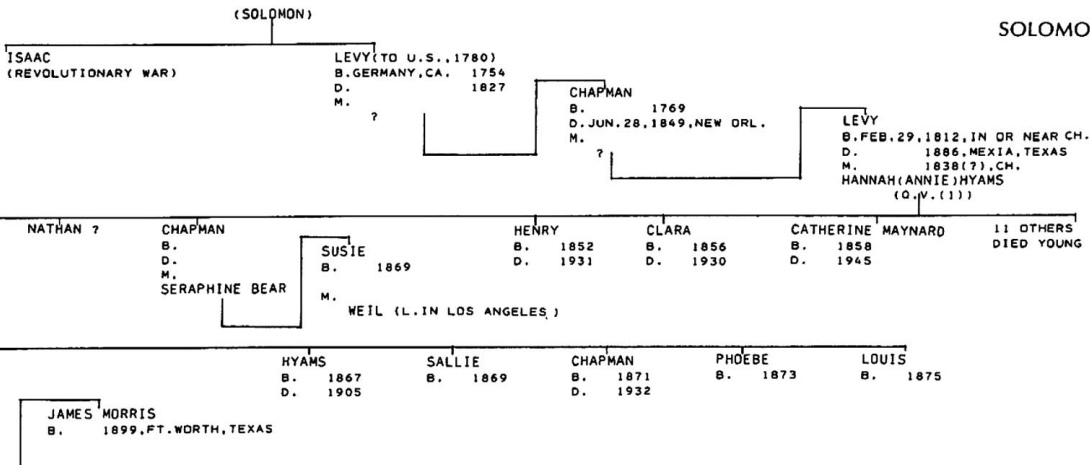 (SOLOMON)
SOLOMO
ISAAC
(REVOLUTIONARY WAR)
LEVY(TO U.S.,1780)
B.GERMANY,CA. 1754
D. 1827
M.
?
CHAPMAN
B. 1769
D.JUN.28,1849,NEW ORL.
M.
?
LEVY
B.FEB.29,1812,IN OR NEAR CH.
D. 1886,MEXIA,TEXAS
M. 1838(?),CH.
HANNAH(ANNIE)HYAMS
(Q.V.(1))
NATHAN ?
CHAPMAN
B.
D.
M.
SERAPHINE BEAR
SUSIE
B. 1869
M.
WEIL (L.IN LOS ANGELES)
HENRY
B. 1852
D. 1931
CLARA
B. 1856
D. 1930
CATHERINE MAYNARD
B. 1858
D. 1945
11 OTHERS
DIED YOUNG
HYAMS
B. 1867
D. 1905
SALLIE
B. 1869
CHAPMAN
B. 1871
D. 1932
PHOEBE
B. 1873
LOUIS
B. 1875
JAMES MORRIS
B. 1899,FT.WORTH,TEXAS